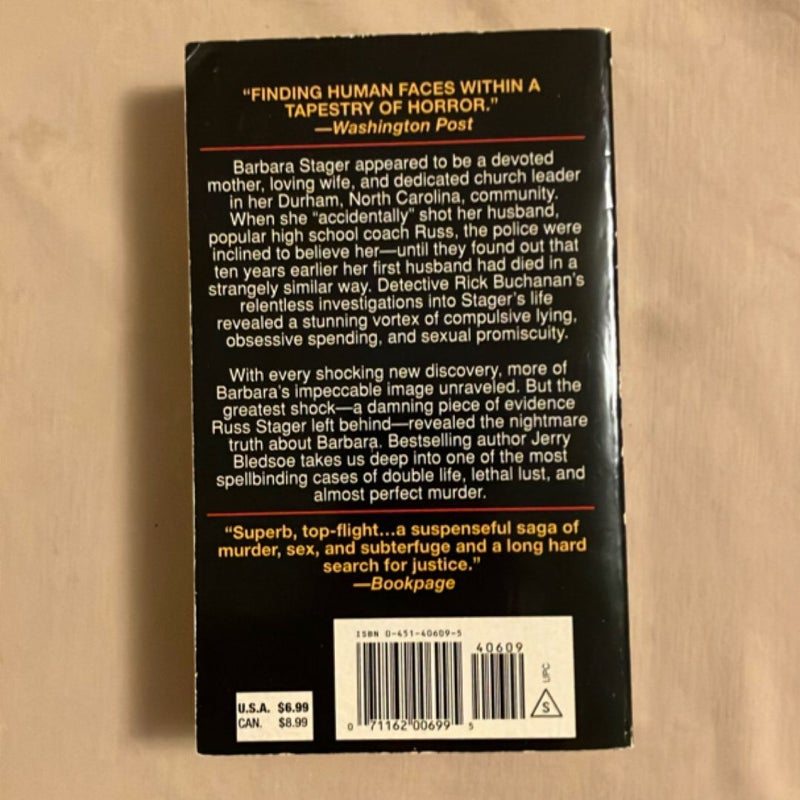 “FINDING HUMAN FACES WITHIN A
TAPESTRY OF HORROR.”
—Washington Post
Barbara Stager appeared to be a devoted
mother, loving wife, and dedicated church leader
in her Durham, North Carolina, community.
When she “accidentally” shot her husband,
popular high school coach Russ, the police were
inclined to believe her—until they found out that
ten years earlier her first husband had died in a
strangely similar way. Detective Rick Buchanan’s
relentless investigations into Stager’s life
revealed a stunning vortex of compulsive lying,
obsessive spending, and sexual promiscuity.
With every shocking new discovery, more of
Barbara’s impeccable image unraveled. But the
greatest shock—a damning piece of evidence
Russ Stager left behind—revealed the nightmare
truth about Barbara. Bestselling author Jerry
Bledsoe takes us deep into one of the most
spellbinding cases of double life, lethal lust, and
almost perfect murder.
“Superb, top-flight...a suspenseful saga of
murder, sex, and subterfuge and a long hard
search for justice.”
—Bookpage
ISBN 0-451-40609-5
40609
UPC
S
U.S.A. $6.99
CAN. $8.99
0 71162 00699 5